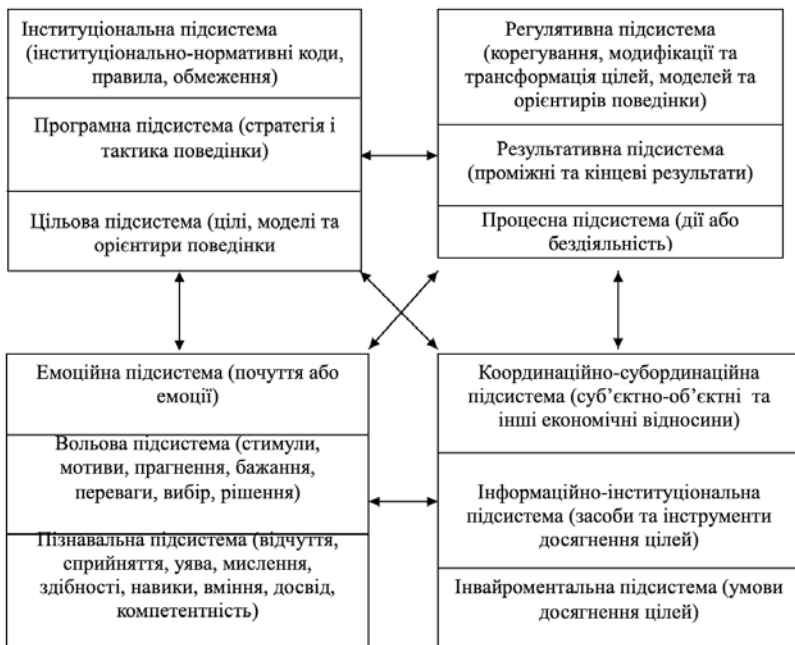 Інституціональна підсистема
(інституціонально-нормативні коди,
правила, обмеження)
Програмна підсистема (стратегія і
тактика поведінки)
Цільова підсистема (цілі, моделі та
орієнтири поведінки
Регулятивна підсистема
(корегування, модифікації та
трансформація цілей, моделей та
орієнтирів поведінки)
Результативна підсистема
(проміжні та кінцеві результати)
Процесна підсистема (дії або
бездіяльність)
Емоційна підсистема (почуття або
емоції)
Вольова підсистема (стимули,
мотиви, прагнення, бажання,
переваги, вибір, рішення)
Пізнавальна підсистема (відчуття,
сприйняття, уява, мислення,
здібності, навики, вміння, досвід,
компетентність)
Координаційно-субординаційна
підсистема (суб’єктно-об’єктні та
інші економічні відносини)
Інформаційно-інституціональна
підсистема (засоби та інструменти
досягнення цілей)
Інвайроментальна підсистема (умови
досягнення цілей)